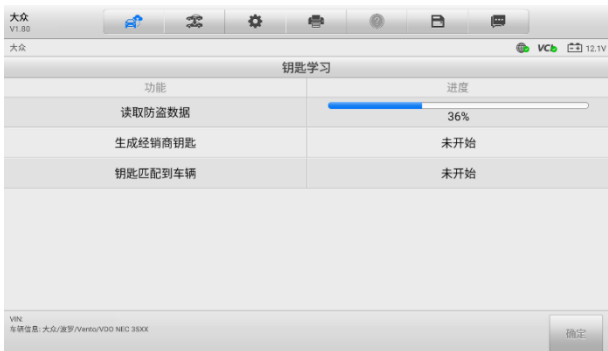 大众
V1.80
大众
VCb 12.1V
钥匙学习
功能 进度
读取防盗数据 36%
生成经销商钥匙 未开始
钥匙匹配到车辆 未开始
VIN:
车辆信息: 大众/波罗/Vento/VDO NEC 35XX
确定